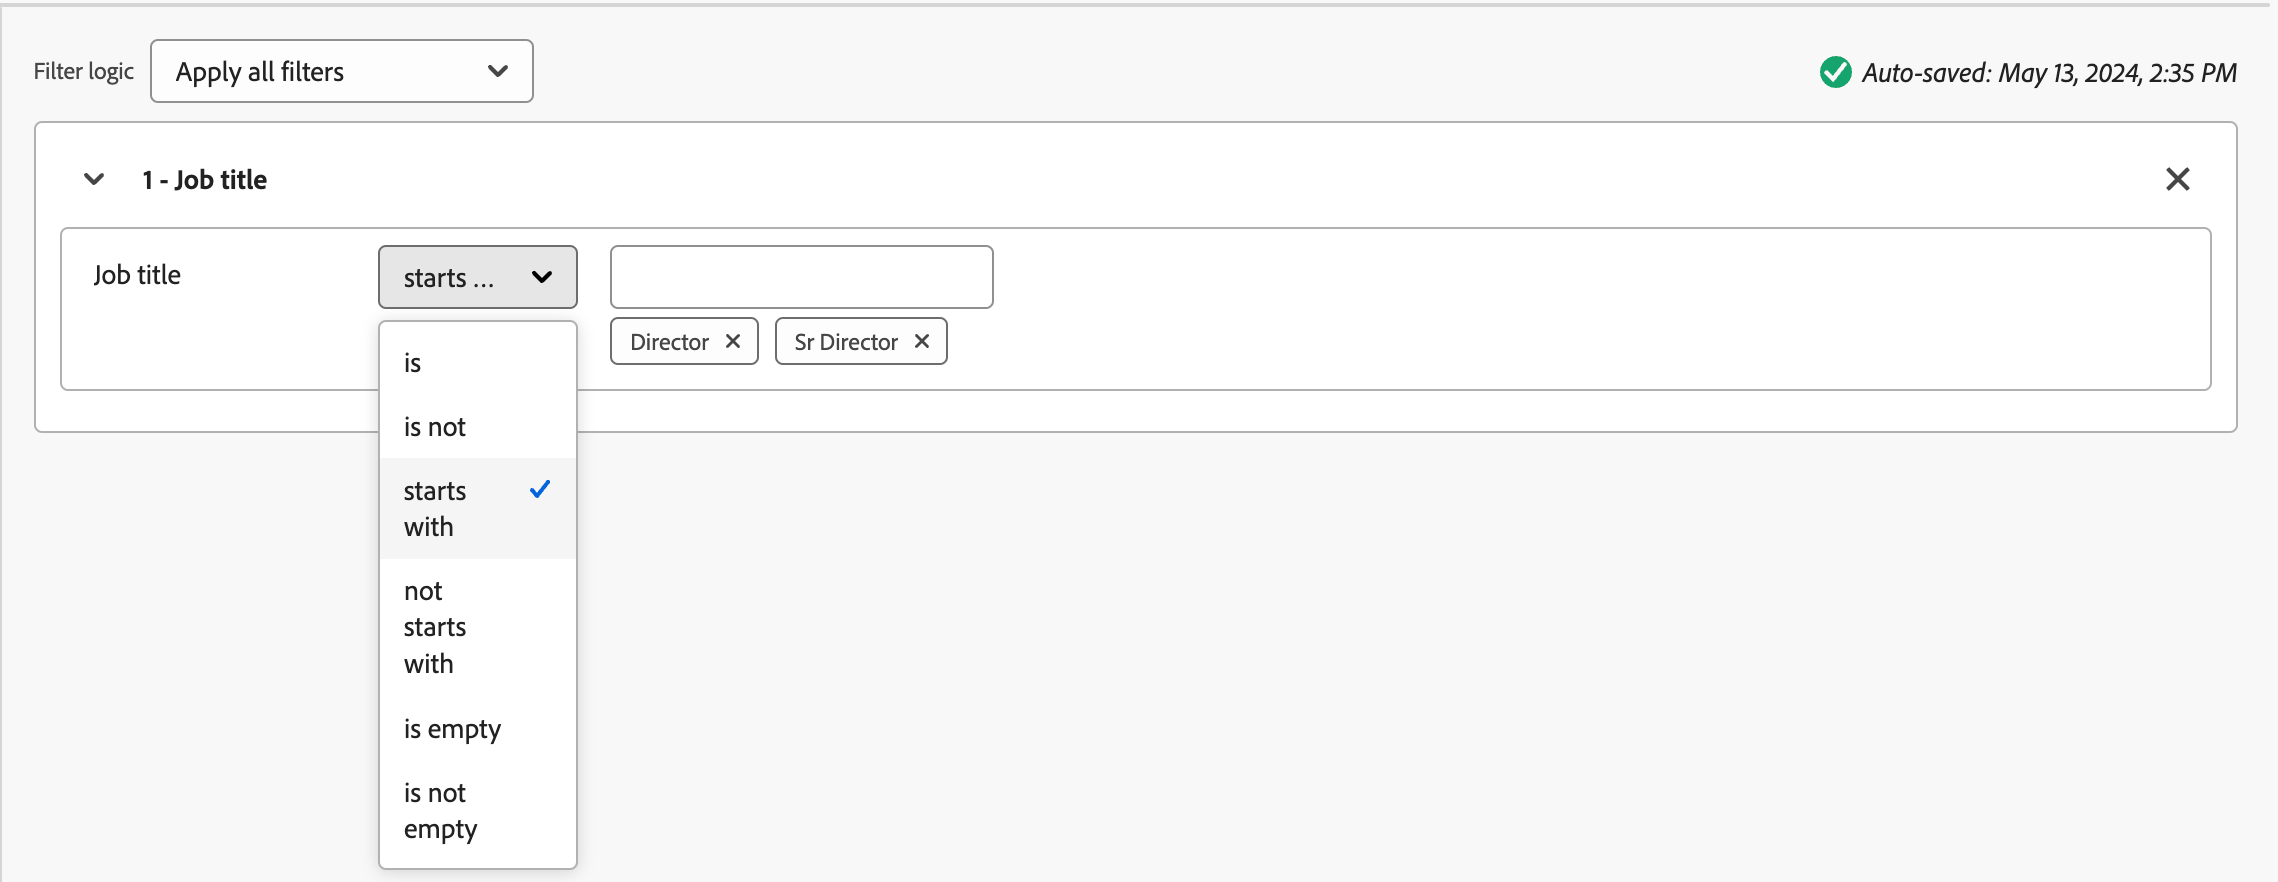 Filter logic
Apply all filters
Auto-saved: May 13, 2024, 2:35 PM
1 - Job title
Job title
starts ...
Director
Sr Director
is
is not
starts
with
not
starts
with
is empty
is not
empty